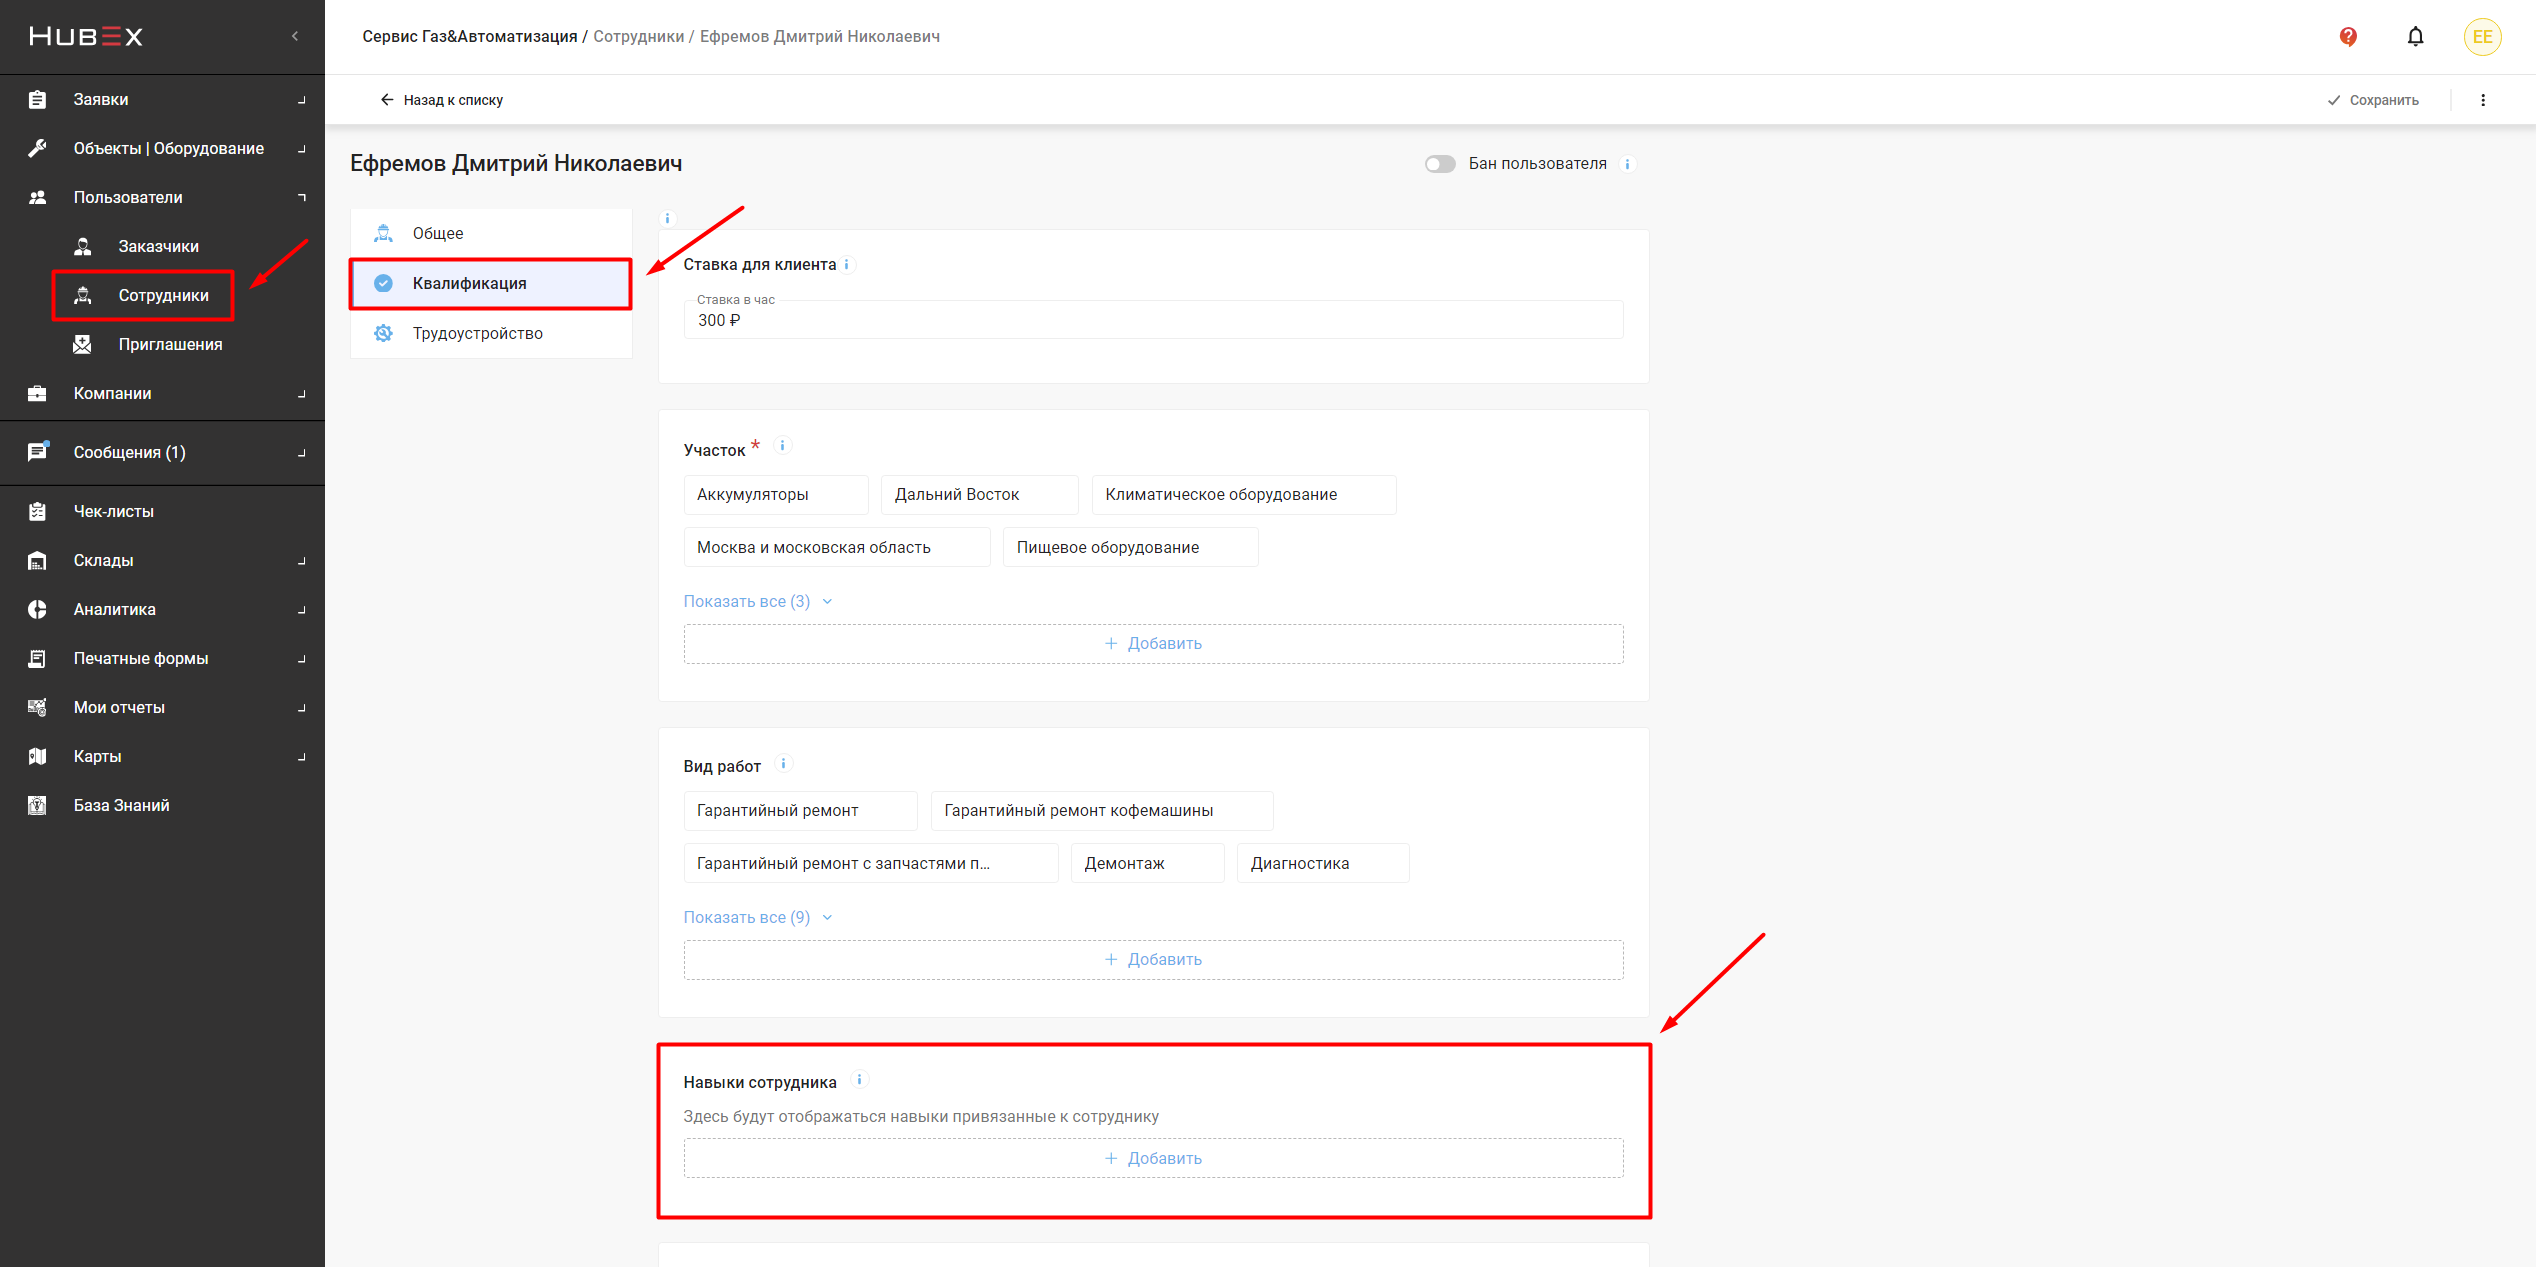 HUBEX
Заявки
Объекты | Оборудование
Пользователи
Заказчики
Сотрудники
Приглашения
Компании
Сообщения (1)
Чек-листы
Склады
Аналитика
Печатные формы
Мои отчеты
Карты
База Знаний
Сервис Газ&Автоматизация / Сотрудники / Ефремов Дмитрий Николаевич
EE
Назад к списку
Сохранить
Ефремов Дмитрий Николаевич
Бан пользователя
Общее
Квалификация
Трудоустройство
Ставка для клиента
Ставка в час
300 ₽
Участок *
Аккумуляторы Дальний Восток Климатическое оборудование
Москва и московская область Пищевое оборудование
Показать все (3)
+ Добавить
Вид работ
Гарантийный ремонт Гарантийный ремонт кофемашины
Гарантийный ремонт с запчастями п... Демонтаж Диагностика
Показать все (9)
+ Добавить
Навыки сотрудника
Здесь будут отображаться навыки привязанные к сотруднику
+ Добавить